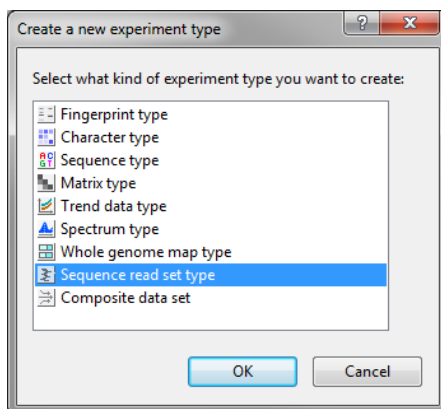 Create a new experiment type
Select what kind of experiment type you want to create:
Fingerprint type
Character type
Sequence type
Matrix type
Trend data type
Spectrum type
Whole genome map type
Sequence read set type
Composite data set
OK Cancel